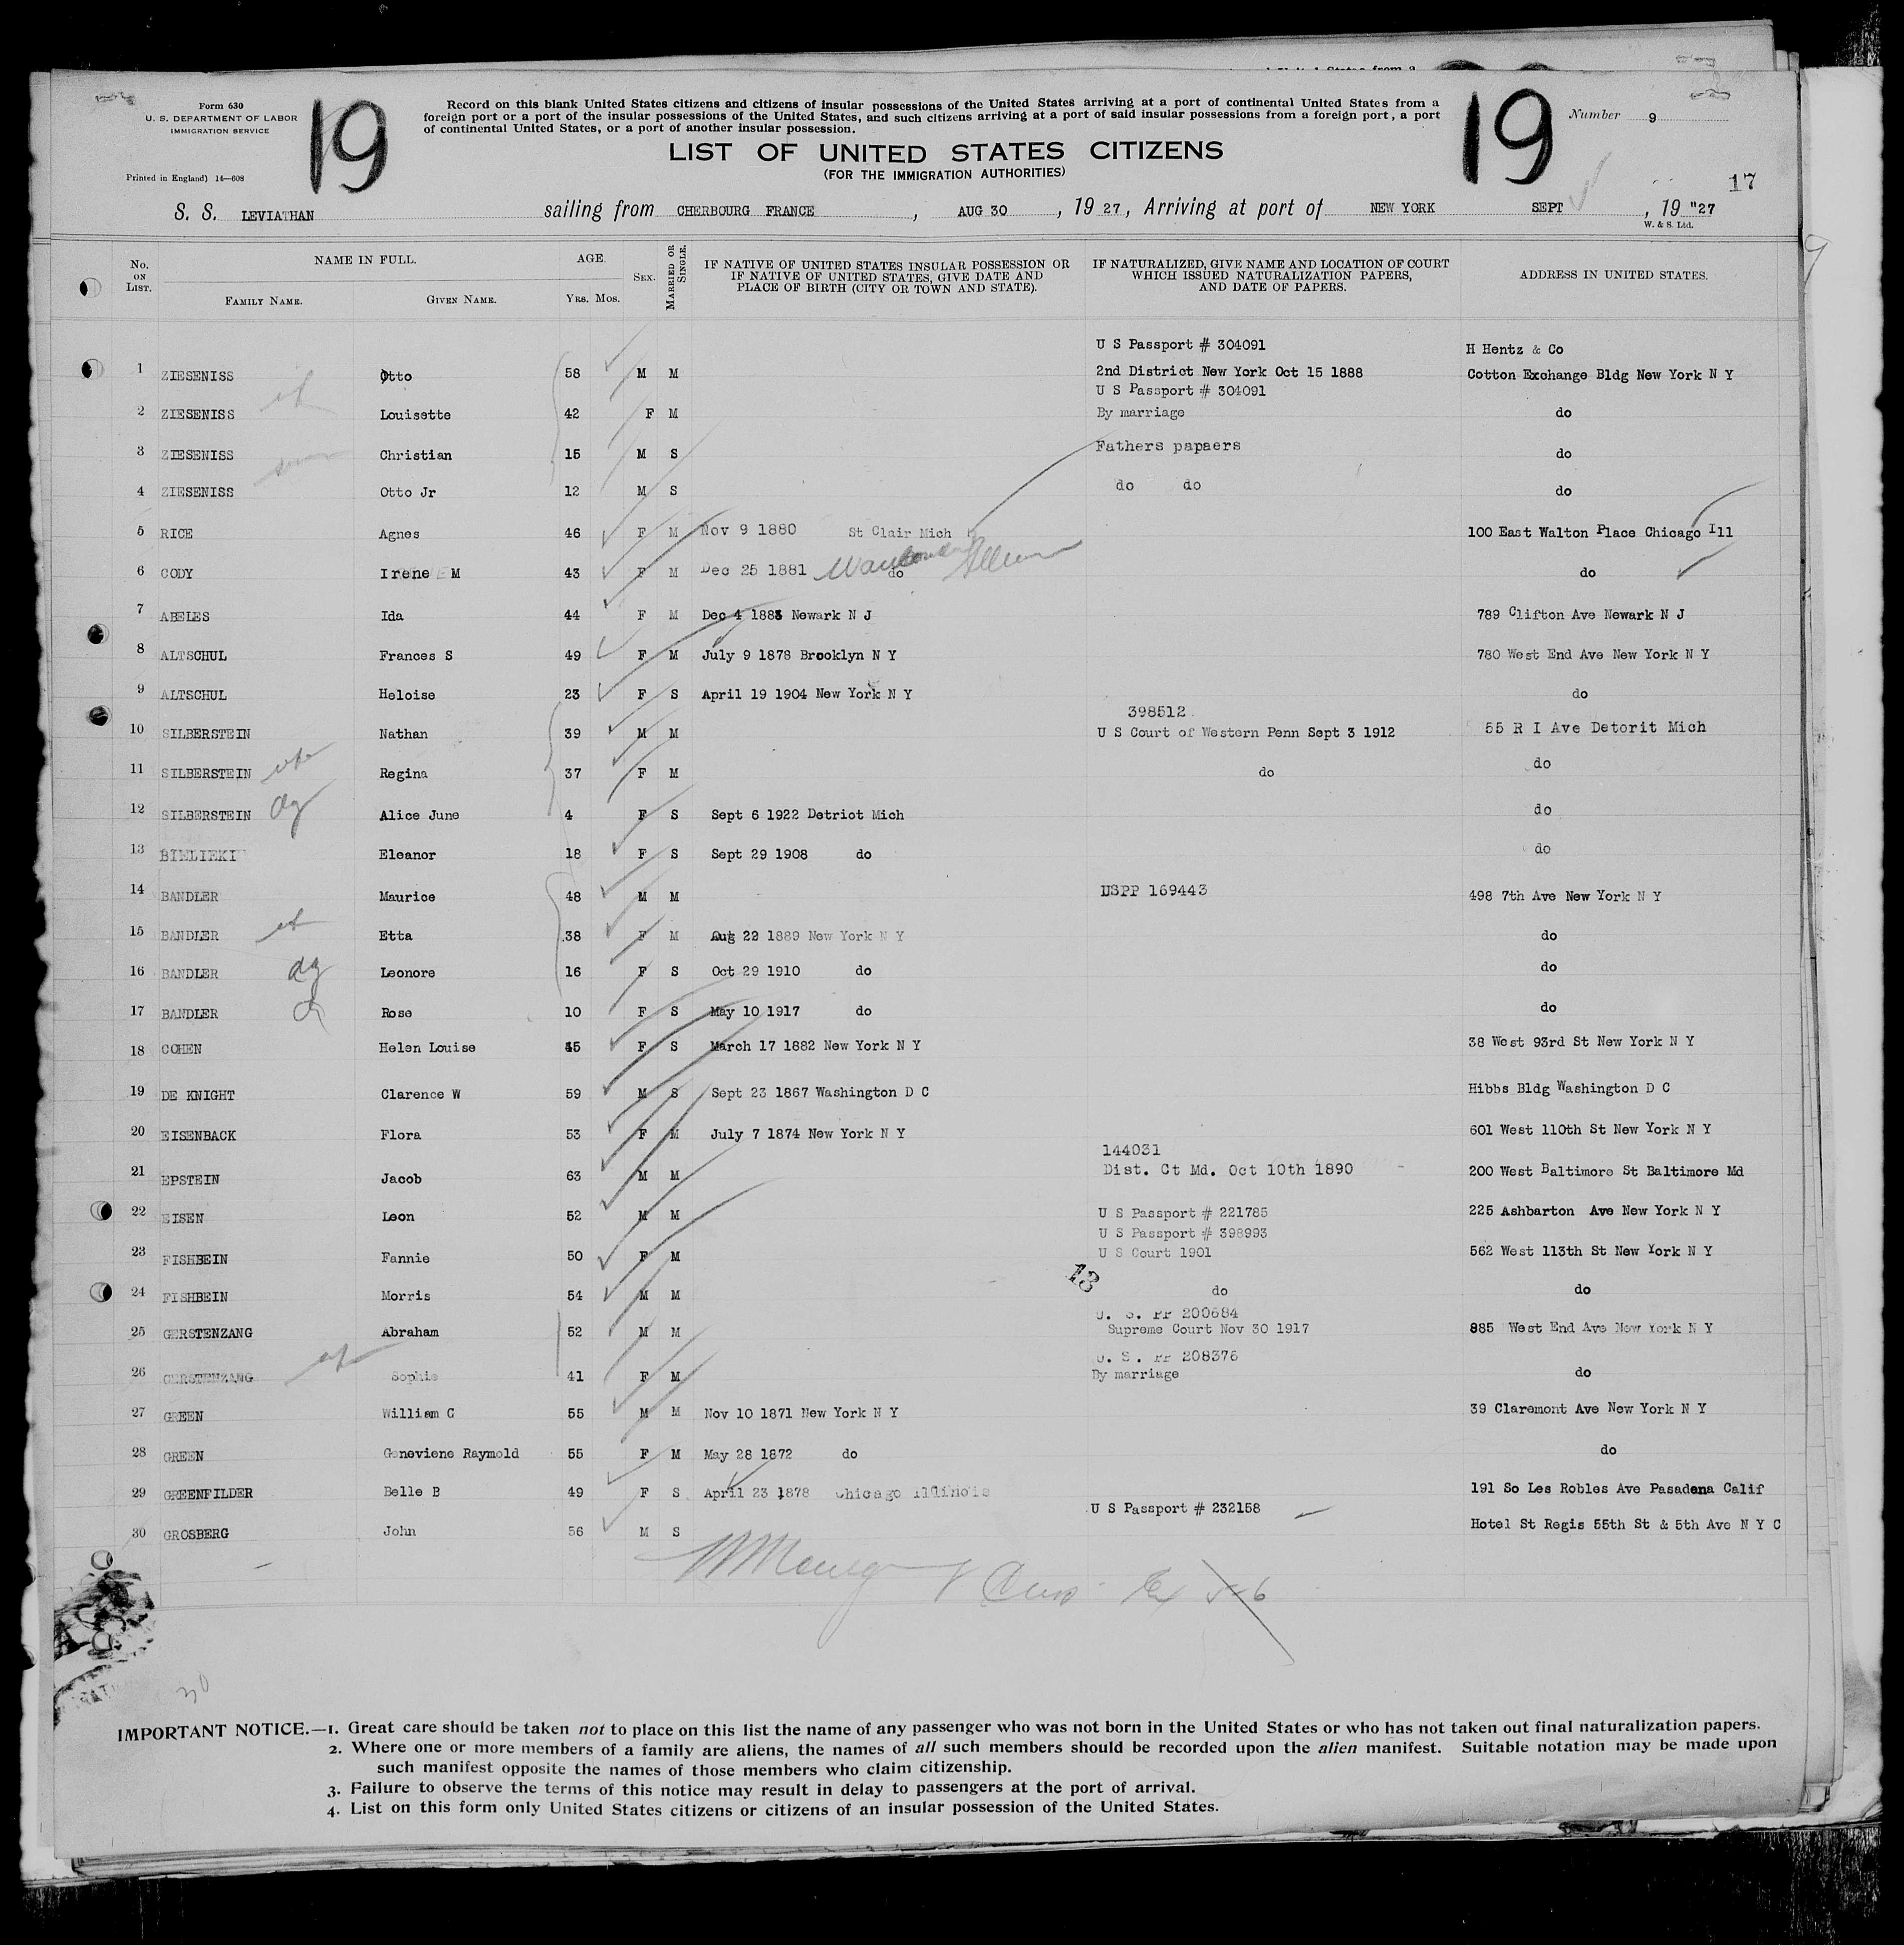 Form 630
U. S. DEPARTMENT OF LABOR
IMMIGRATION SERVICE
Printed in England) 14—608
19
Record on this blank United States citizens and citizens of insular possessions of the United States arriving at a port of continental United States from a
foreign port or a port of the insular possessions of the United States, and such citizens arriving at a port of said insular possessions from a foreign port, a port
of continental United States, or a port of another insular possession.
LIST OF UNITED STATES CITIZENS
(FOR THE IMMIGRATION AUTHORITIES)
19
Number 9
17
S. S. LEVIATHAN sailing from CHERBOURG FRANCE, AUG 30, 19 27, Arriving at port of NEW YORK SEPT, 19 "27
W. & S. Ltd.
No. ON LIST. NAME IN FULL. FAMILY NAME. GIVEN NAME. AGE. YRS. MOS. SEX. MARRIED OR SINGLE. IF NATIVE OF UNITED STATES INSULAR POSSESSION OR IF NATIVE OF UNITED STATES, GIVE DATE AND PLACE OF BIRTH (CITY OR TOWN AND STATE). IF NATURALIZED, GIVE NAME AND LOCATION OF COURT WHICH ISSUED NATURALIZATION PAPERS, AND DATE OF PAPERS. ADDRESS IN UNITED STATES.
U S Passport # 304091 H Hentz & Co
1 ZIESENISS Otto 58 M M 2nd District New York Oct 15 1888 Cotton Exchange Bldg New York N Y
U S Passport # 304091
2 ZIESENISS Louisette 42 F M By marriage do
3 ZIESENISS Christian 15 M S Fathers papaers do
4 ZIESENISS Otto Jr 12 M S do do do
5 RICE Agnes 46 F M Nov 9 1880 St Clair Mich 100 East Walton Place Chicago Ill
6 CODY Irene M 43 F M Dec 25 1881 do do
7 ABELES Ida 44 F M Dec 4 1883 Newark N J 789 Clifton Ave Newark N J
8 ALTSCHUL Frances S 49 F M July 9 1878 Brooklyn N Y 780 West End Ave New York N Y
9 ALTSCHUL Heloise 23 F S April 19 1904 New York N Y do
398512
10 SILBERSTEIN Nathan 39 M M U S Court of Western Penn Sept 3 1912 55 R I Ave Detorit Mich
11 SILBERSTEIN Regina 37 F M do do
12 SILBERSTEIN dg Alice June 4 F S Sept 6 1922 Detriot Mich do
13 BIELIEKI Eleanor 18 F S Sept 29 1908 do do
14 BANDLER Maurice 48 M M USPP 169443 498 7th Ave New York N Y
15 BANDLER Etta 38 F M Aug 22 1889 New York N Y do
16 BANDLER dg Leonore 16 F S Oct 29 1910 do do
17 BANDLER Rose 10 F S May 10 1917 do do
18 COHEN Helen Louise 45 F S March 17 1882 New York N Y 38 West 93rd St New York N Y
19 DE KNIGHT Clarence W 59 M S Sept 23 1867 Washington D C Hibbs Bldg Washington D C
20 EISENBACK Flora 53 F M July 7 1874 New York N Y 601 West 110th St New York N Y
144031
21 EPSTEIN Jacob 63 M M Dist. Ct Md. Oct 10th 1890 200 West Baltimore St Baltimore Md
22 EISEN Leon 52 M M U S Passport # 221785 225 Ashbarton Ave New York N Y
U S Passport # 398993
23 FISHBEIN Fannie 50 F M U S Court 1901 562 West 113th St New York N Y
13
24 FISHBEIN Morris 54 M M do do
U. S. PP 200684
25 GERSTENZANG Abraham 52 M M Supreme Court Nov 30 1917 885 West End Ave New York N Y
U. S. PP 208376
26 GERSTENZANG Sophie 41 F M By marriage do
27 GREEN William C 55 M M Nov 10 1871 New York N Y 39 Claremont Ave New York N Y
28 GREEN Geneviene Raymold 55 F M May 28 1872 do do
29 GREENFILDER Belle B 49 F S April 23 1878 Chicago Illinois 191 So Les Robles Ave Pasadena Calif
U S Passport # 232158
30 GROSBERG John 56 M S Hotel St Regis 55th St & 5th Ave N Y C
30
IMPORTANT NOTICE.—1. Great care should be taken not to place on this list the name of any passenger who was not born in the United States or who has not taken out final naturalization papers.
2. Where one or more members of a family are aliens, the names of all such members should be recorded upon the alien manifest. Suitable notation may be made upon
such manifest opposite the names of those members who claim citizenship.
3. Failure to observe the terms of this notice may result in delay to passengers at the port of arrival.
4. List on this form only United States citizens or citizens of an insular possession of the United States.